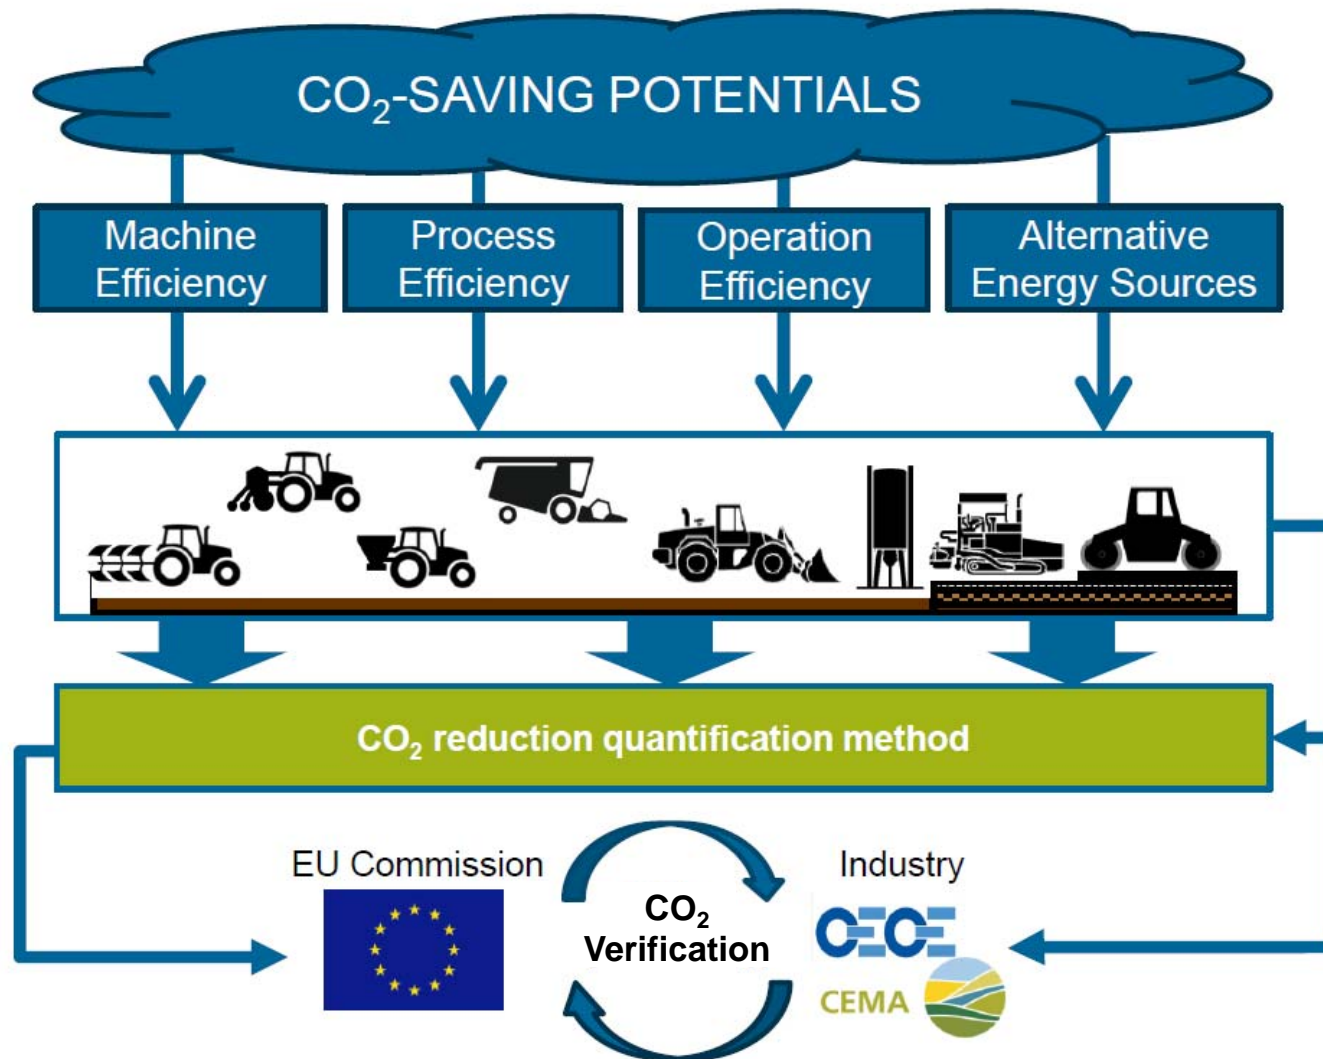 CO₂-SAVING POTENTIALS
Machine
Efficiency
Process
Efficiency
Operation
Efficiency
Alternative
Energy Sources
CO₂ reduction quantification method
EU Commission
CO₂
Verification
Industry
CECE
CEMA